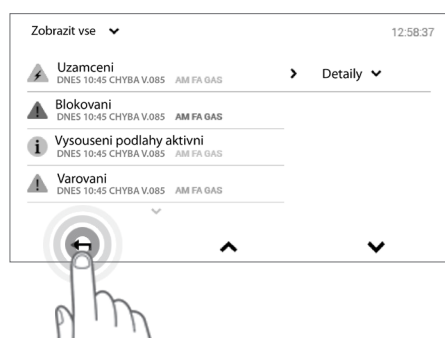 Zobrazit vse
12:58:37
Uzamceni
DNES 10:45 CHYBA V.085 AM FA GAS
Detaily
Blokovani
DNES 10:45 CHYBA V.085 AM FA GAS
Vysouseni podlahy aktivni
DNES 10:45 CHYBA V.085 AM FA GAS
Varovani
DNES 10:45 CHYBA V.085 AM FA GAS